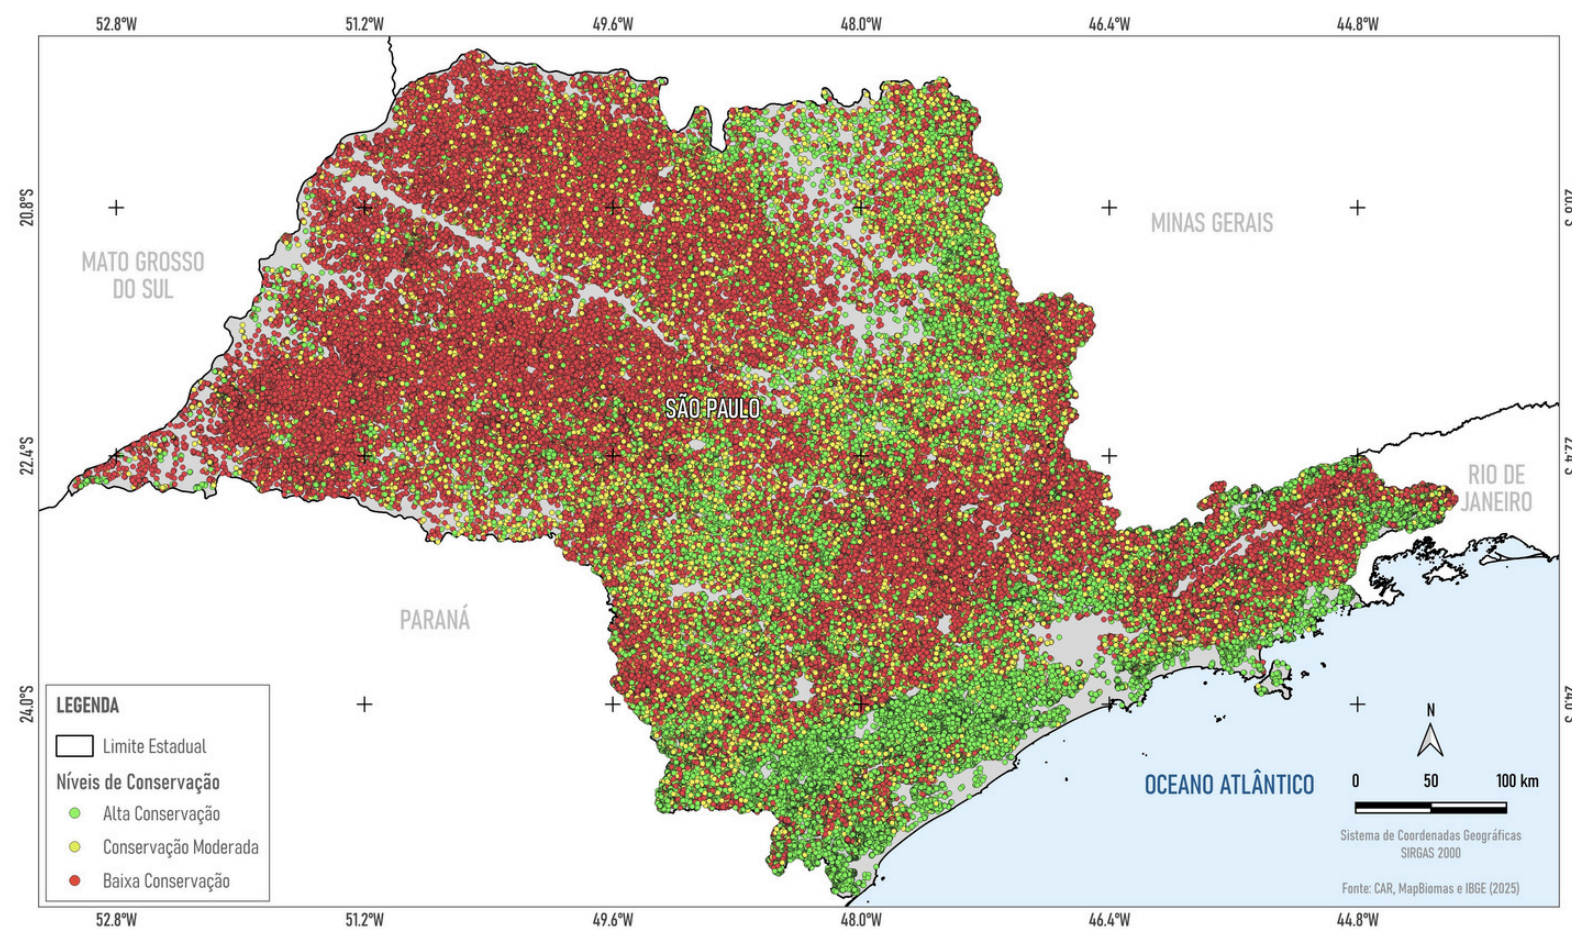 52.8°W 51.2°W 49.6°W 48.0°W 46.4°W 44.8°W
20.8°S
MINAS GERAIS
MATO GROSSO
DO SUL
SÃO PAULO
22.4°S
RIO DE
JANEIRO
PARANÁ
24.0°S
LEGENDA
Limite Estadual
Níveis de Conservação
Alta Conservação
Conservação Moderada
Baixa Conservação
OCEANO ATLÂNTICO
N
0 50 100 km
Sistema de Coordenadas Geográficas
SIRGAS 2000
Fonte: CAR, MapBiomas e IBGE (2025)
52.8°W 51.2°W 49.6°W 48.0°W 46.4°W 44.8°W